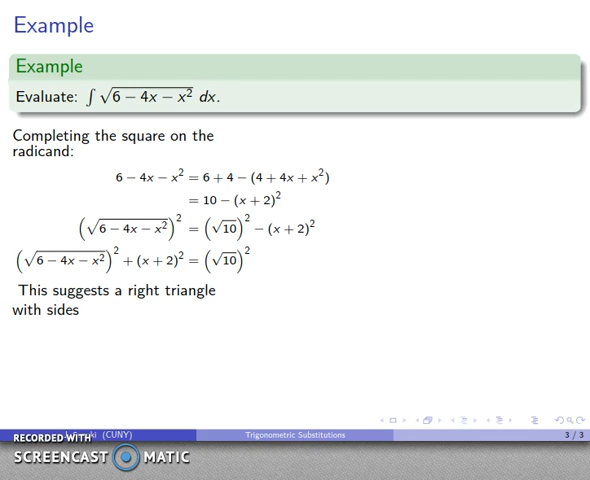 Example
Example
Evaluate: ∫ √(6 − 4x − x²) dx.
Completing the square on the
radicand:
6 − 4x − x² = 6 + 4 − (4 + 4x + x²)
= 10 − (x + 2)²
(√(6 − 4x − x²))² = (√10)² − (x + 2)²
(√(6 − 4x − x²))² + (x + 2)² = (√10)²
This suggests a right triangle
with sides
(CUNY) Trigonometric Substitutions 3 / 3
RECORDED WITH
SCREENCAST MATIC